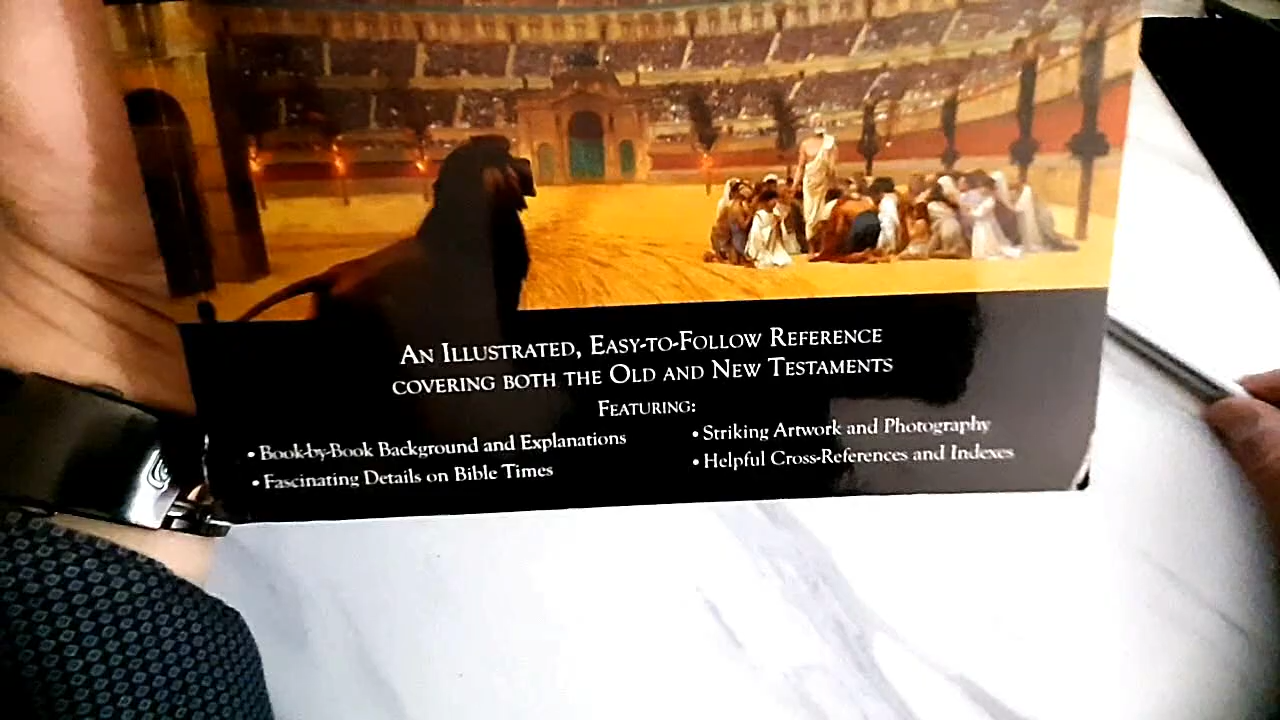 AN ILLUSTRATED, EASY-TO-FOLLOW REFERENCE
COVERING BOTH THE OLD AND NEW TESTAMENTS
FEATURING:
• Book-by-Book Background and Explanations
• Fascinating Details on Bible Times
• Striking Artwork and Photography
• Helpful Cross-References and Indexes